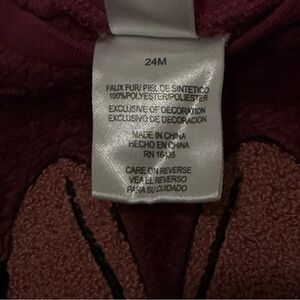 24M
FAUX FUR/ PIEL DE SINTETICO
100%POLYESTER/POLIESTER
EXCLUSIVE OF DECORATION
EXCLUSIVO DE DECORACION
MADE IN CHINA
HECHO EN CHINA
RN 16435
CARE ON REVERSE
VEA EL REVERSO
PARA SU CUIDADO